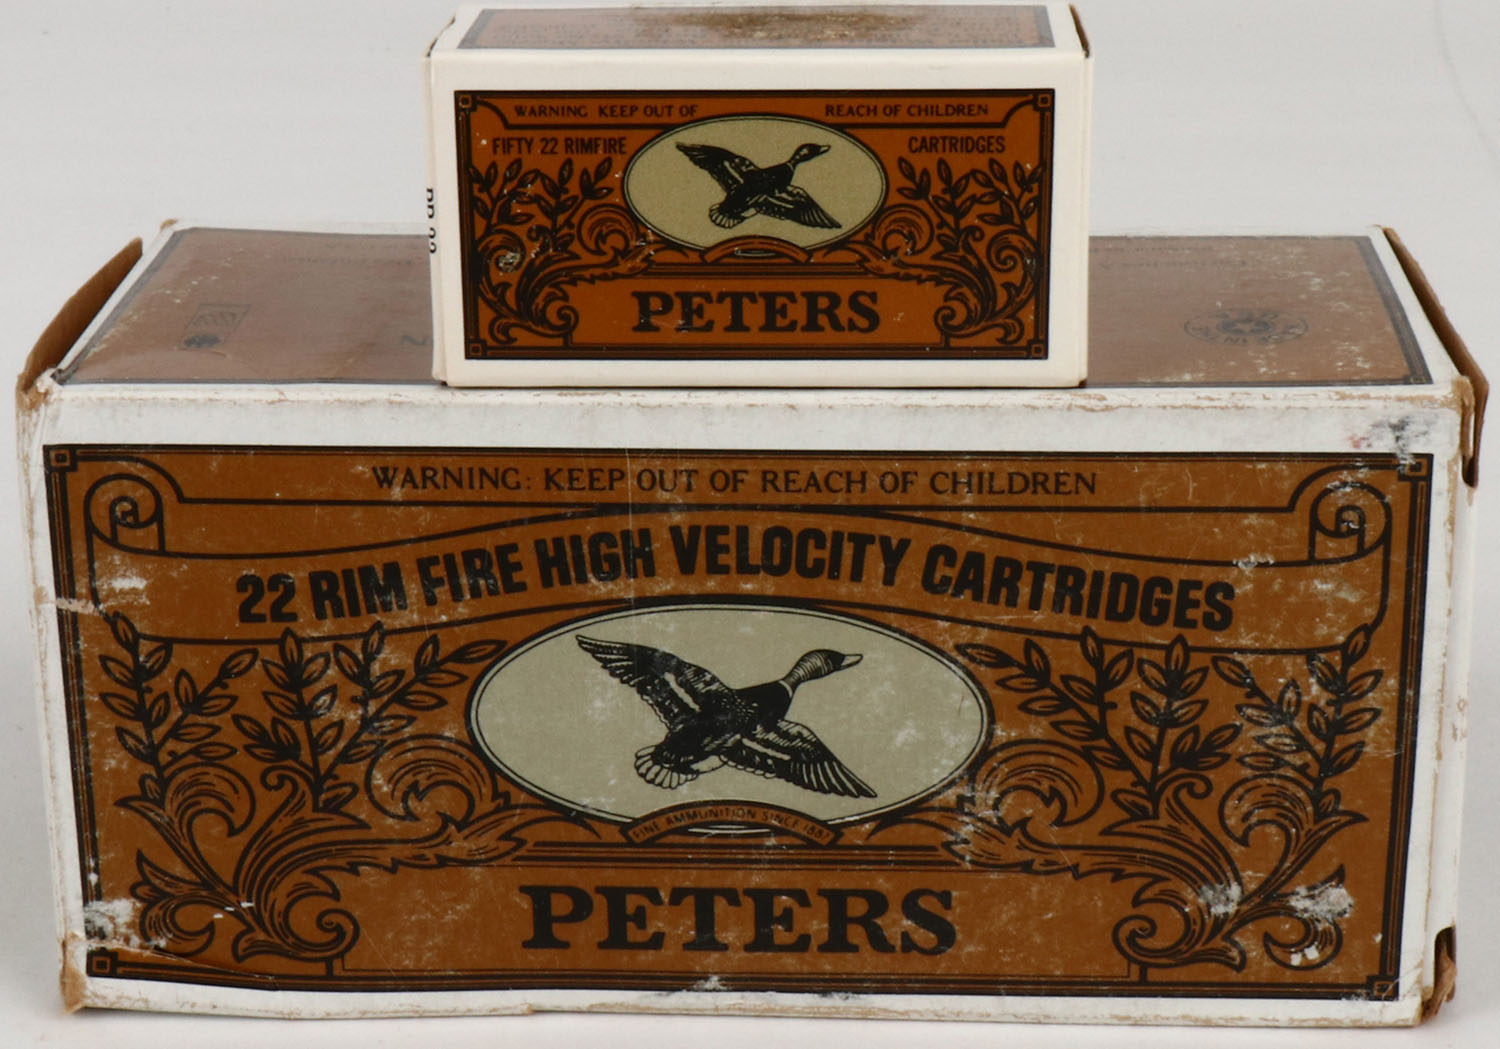 WARNING KEEP OUT OF REACH OF CHILDREN
FIFTY 22 RIMFIRE CARTRIDGES
PETERS
WARNING: KEEP OUT OF REACH OF CHILDREN
22 RIM FIRE HIGH VELOCITY CARTRIDGES
FINE AMMUNITION SINCE 1887
PETERS